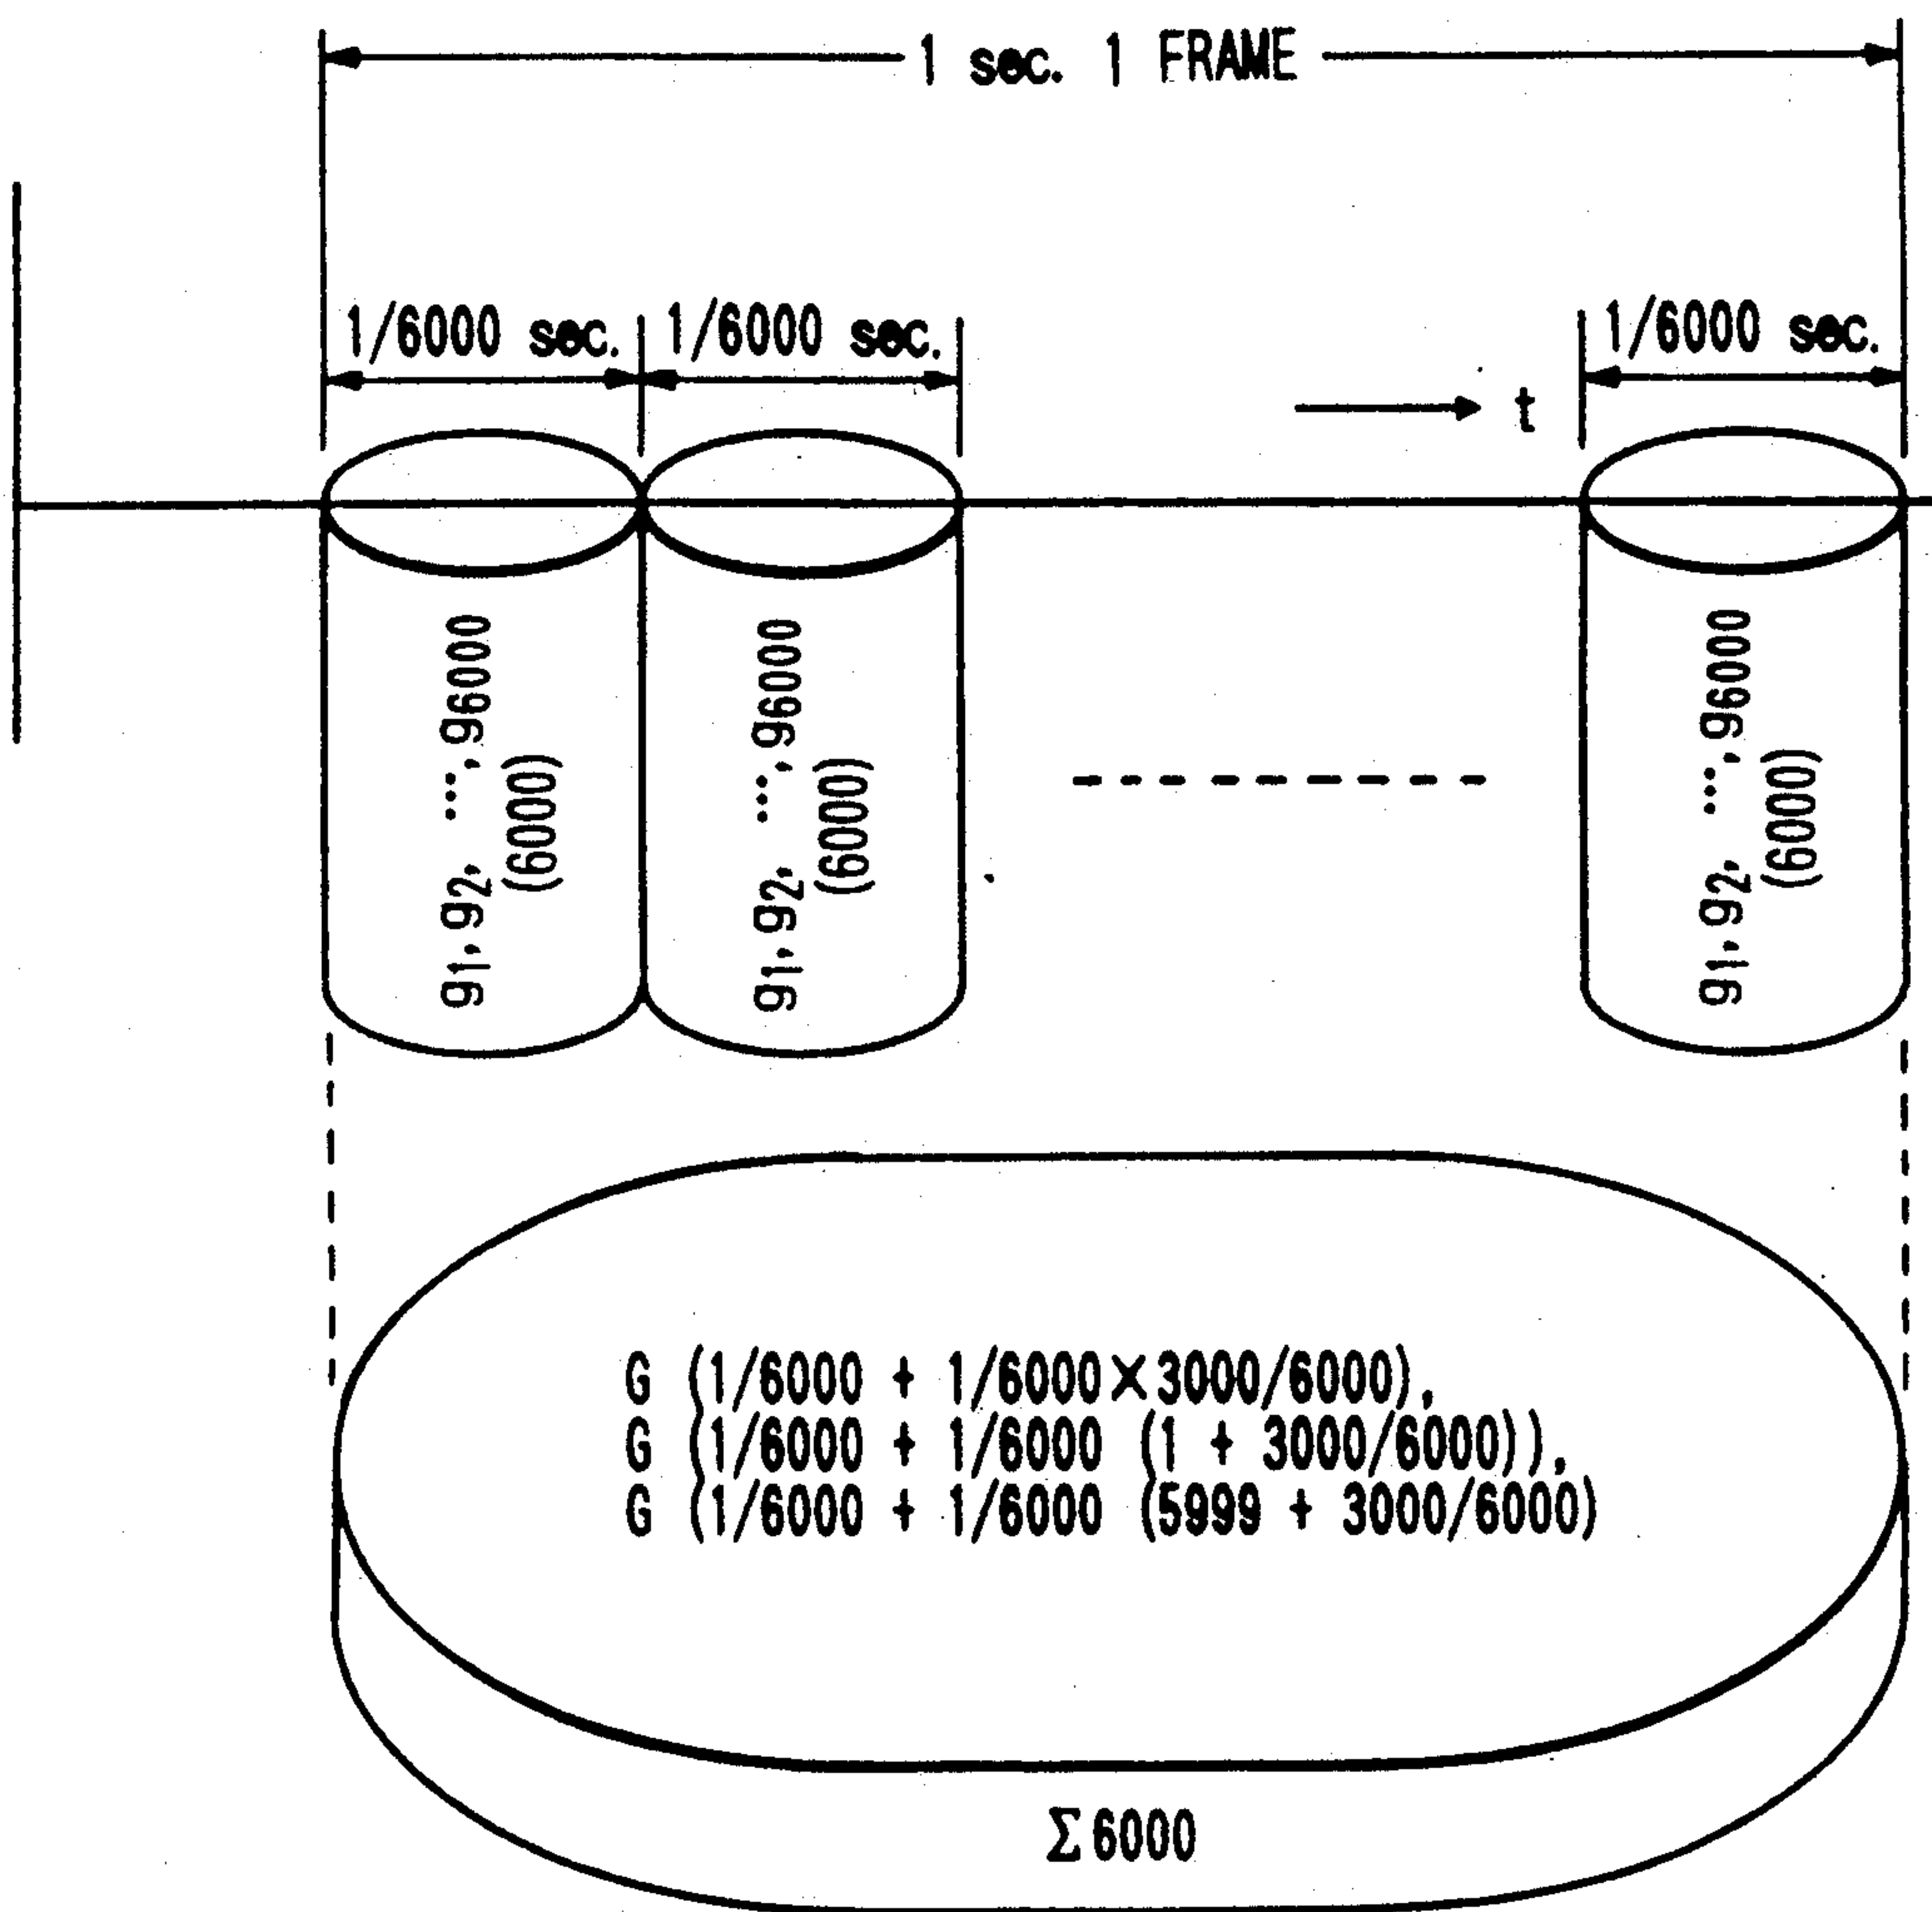 1 sec. 1 FRAME
1/6000 sec.
1/6000 sec.
1/6000 sec.
t
g1, g2, ..., g6000
(6000)
g1, g2, ..., g6000
(6000)
g1, g2, ..., g6000
(6000)
G (1/6000 + 1/6000×3000/6000),
G (1/6000 + 1/6000 (1 + 3000/6000)),
G (1/6000 + 1/6000 (5999 + 3000/6000)
Σ6000